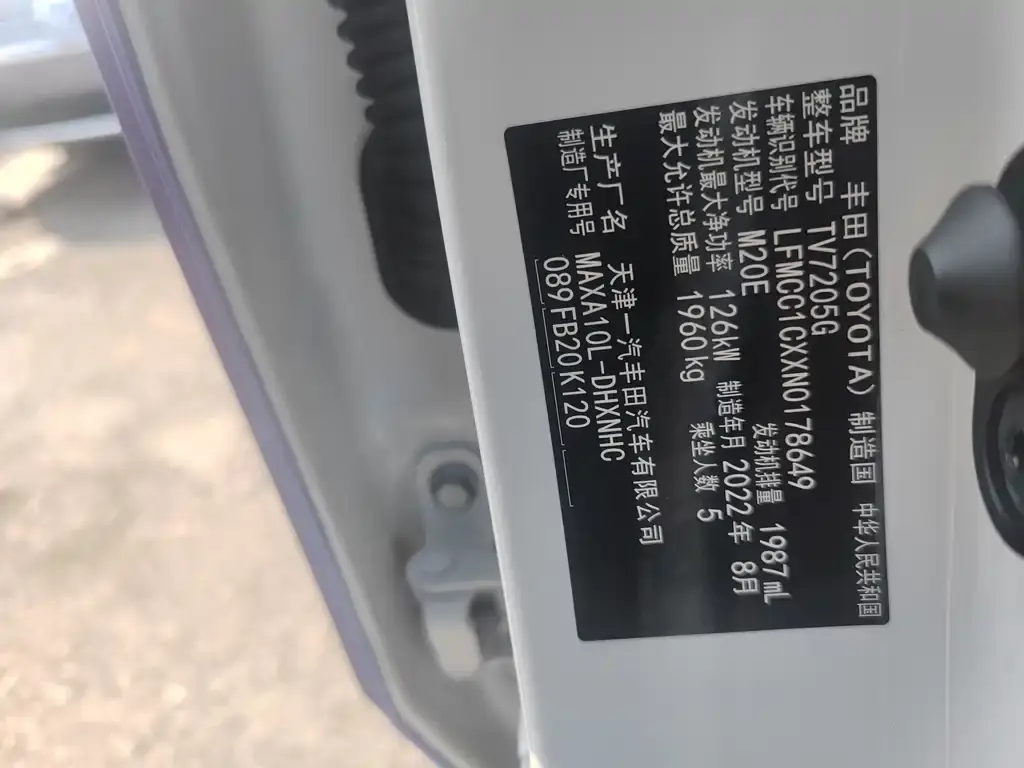 品牌 丰田(TOYOTA) 制造国 中华人民共和国
整车型号 TV7205G
车辆识别代号 LFMCC1CXXN0178649
发动机型号 M20E 发动机排量 1987 mL
发动机最大净功率 126kW 制造年月 2022年 8月
最大允许总质量 1960kg 乘坐人数 5
生产厂名 天津一汽丰田汽车有限公司
制造厂专用号 MAXA10L-DHXNHC
089FB20K120